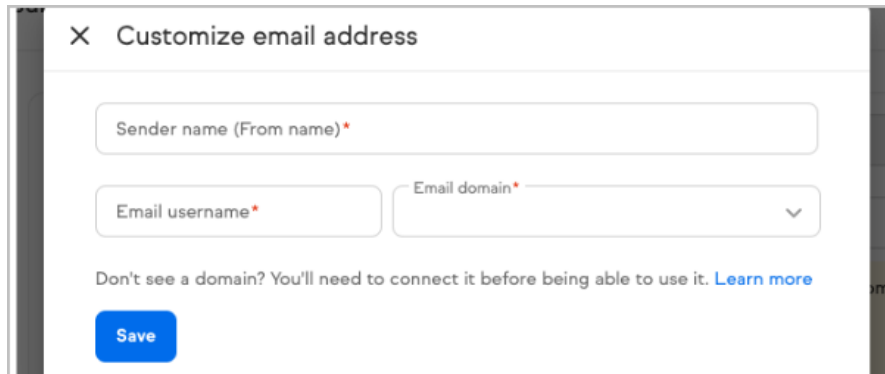 Customize email address
Sender name (From name)*
Email username*
Email domain*
Don't see a domain? You'll need to connect it before being able to use it. Learn more
Save